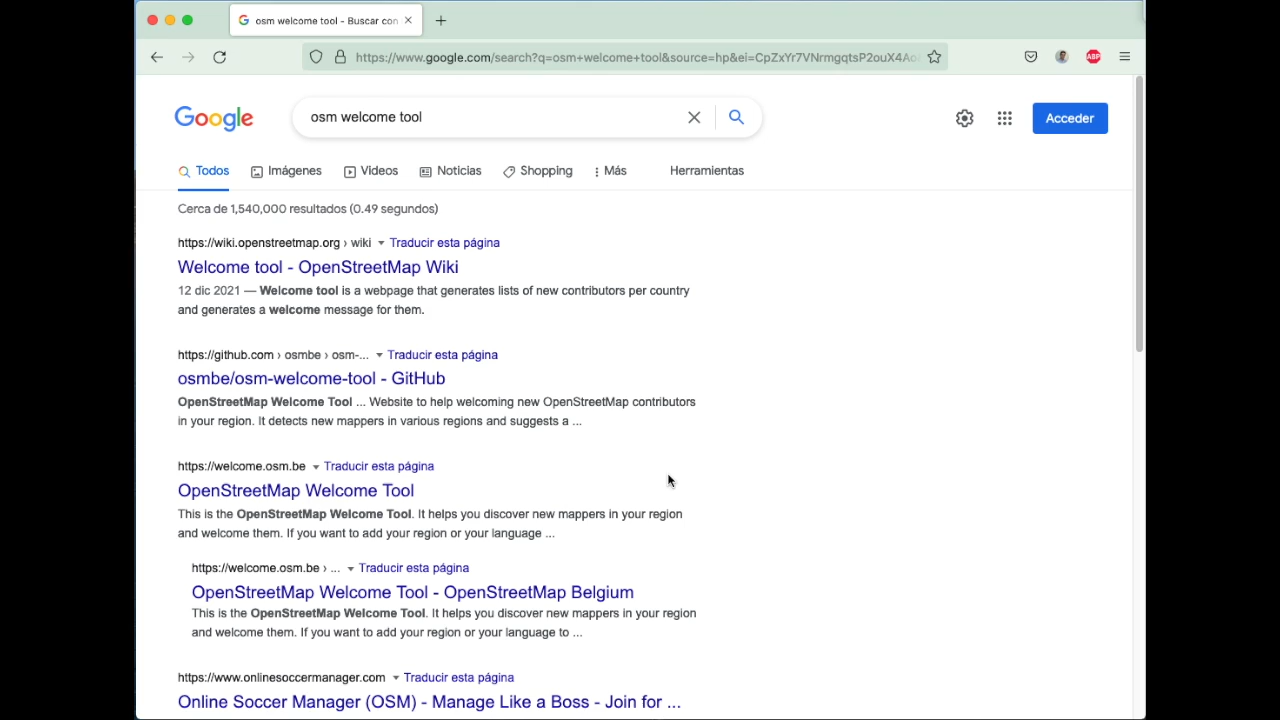 osm welcome tool - Buscar con
https://www.google.com/search?q=osm+welcome+tool&source=hp&ei=CpZxYr7VNrmgqtsP2ouX4Ao
ABP
Google
osm welcome tool
Acceder
Todos
Imágenes
Videos
Noticias
Shopping
Más
Herramientas
Cerca de 1,540,000 resultados (0.49 segundos)
https://wiki.openstreetmap.org › wiki Traducir esta página
Welcome tool - OpenStreetMap Wiki
12 dic 2021 — Welcome tool is a webpage that generates lists of new contributors per country
and generates a welcome message for them.
https://github.com › osmbe › osm-... Traducir esta página
osmbe/osm-welcome-tool - GitHub
OpenStreetMap Welcome Tool ... Website to help welcoming new OpenStreetMap contributors
in your region. It detects new mappers in various regions and suggests a ...
https://welcome.osm.be Traducir esta página
OpenStreetMap Welcome Tool
This is the OpenStreetMap Welcome Tool. It helps you discover new mappers in your region
and welcome them. If you want to add your region or your language ...
https://welcome.osm.be › ... Traducir esta página
OpenStreetMap Welcome Tool - OpenStreetMap Belgium
This is the OpenStreetMap Welcome Tool. It helps you discover new mappers in your region
and welcome them. If you want to add your region or your language to ...
https://www.onlinesoccermanager.com Traducir esta página
Online Soccer Manager (OSM) - Manage Like a Boss - Join for ...